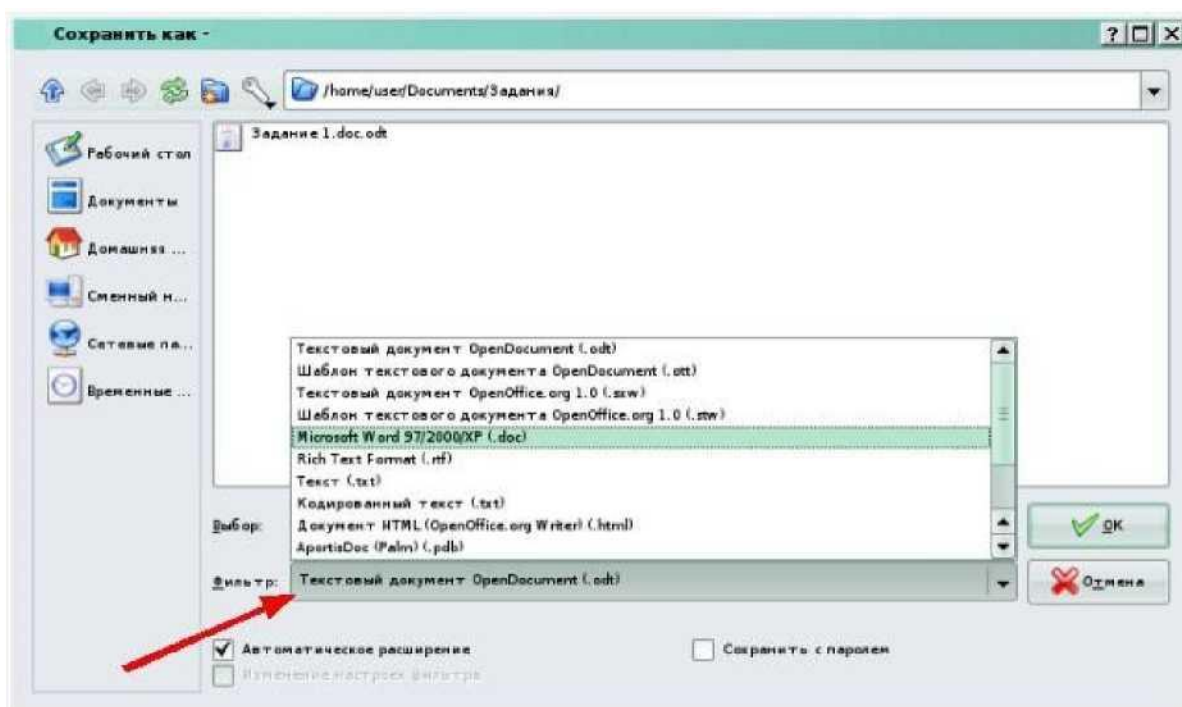 Сохранить как -
/home/user/Documents/Задания/
Задание 1.doc.odt
Рабочий стол
Документы
Домашняя ...
Сменный н...
Сетевые па...
Временные ...
Текстовый документ OpenDocument (.odt)
Шаблон текстового документа OpenDocument (.ott)
Текстовый документ OpenOffice.org 1.0 (.sxw)
Шаблон текстового документа OpenOffice.org 1.0 (.stw)
Microsoft Word 97/2000/XP (.doc)
Rich Text Format (.rtf)
Текст (.txt)
Кодированный текст (.txt)
Документ HTML (OpenOffice.org Writer) (.html)
AportisDoc (Palm) (.pdb)
Выбор:
OK
Фильтр: Текстовый документ OpenDocument (.odt)
Отмена
Автоматическое расширение
Сохранить с паролем
Изменение настроек фильтра